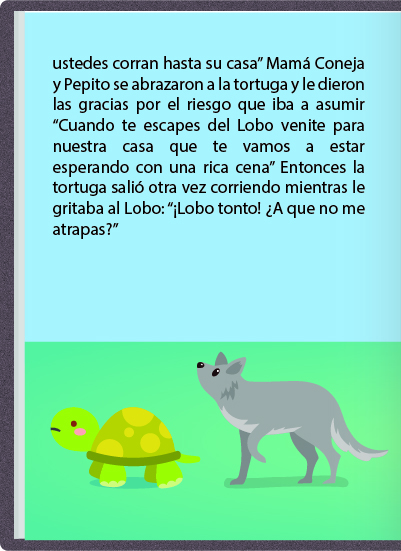 ustedes corran hasta su casa” Mamá Coneja
y Pepito se abrazaron a la tortuga y le dieron
las gracias por el riesgo que iba a asumir
“Cuando te escapes del Lobo venite para
nuestra casa que te vamos a estar
esperando con una rica cena” Entonces la
tortuga salió otra vez corriendo mientras le
gritaba al Lobo: “¡Lobo tonto! ¿A que no me
atrapas?”